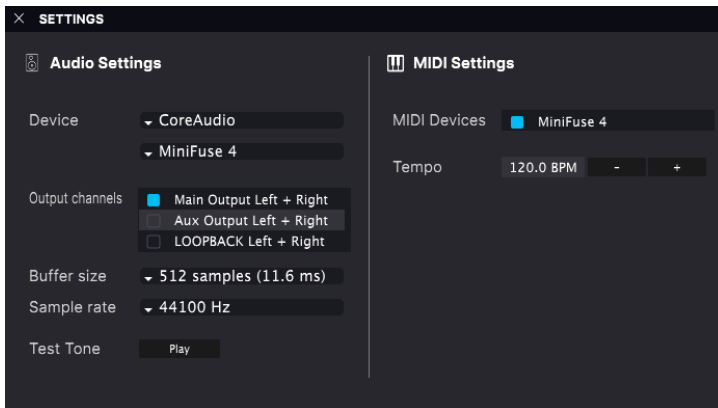 SETTINGS
Audio Settings
Device
CoreAudio
MiniFuse 4
Output channels
Main Output Left + Right
Aux Output Left + Right
LOOPBACK Left + Right
Buffer size
512 samples (11.6 ms)
Sample rate
44100 Hz
Test Tone
Play
MIDI Settings
MIDI Devices
MiniFuse 4
Tempo
120.0 BPM
-
+